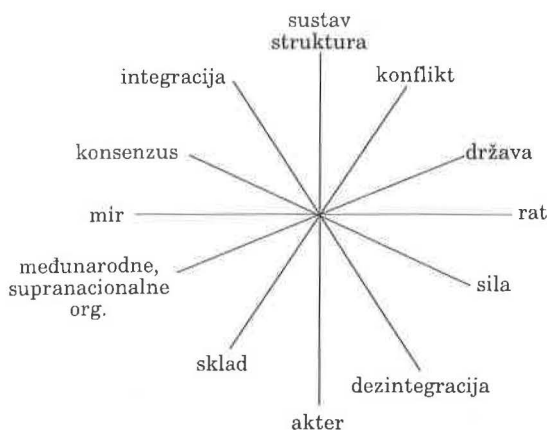 sustav
struktura
integracija
konflikt
konsenzus
država
mir
rat
međunarodne,
supranacionalne
org.
sila
sklad
dezintegracija
akter